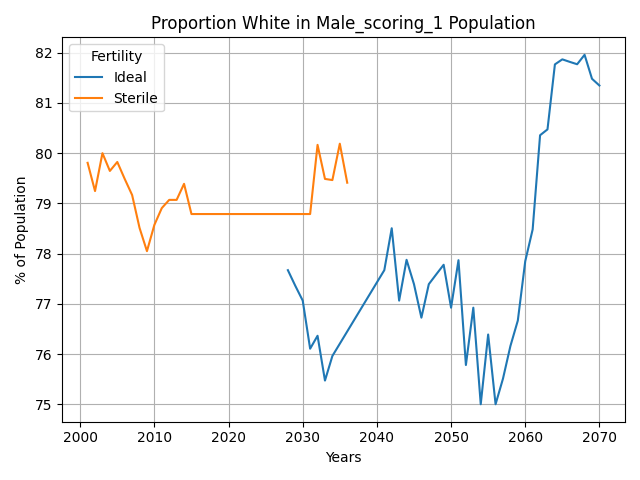 Proportion White in Male_scoring_1 Population
Fertility
Ideal
Sterile
% of Population
82
81
80
79
78
77
76
75
2000 2010 2020 2030 2040 2050 2060 2070
Years